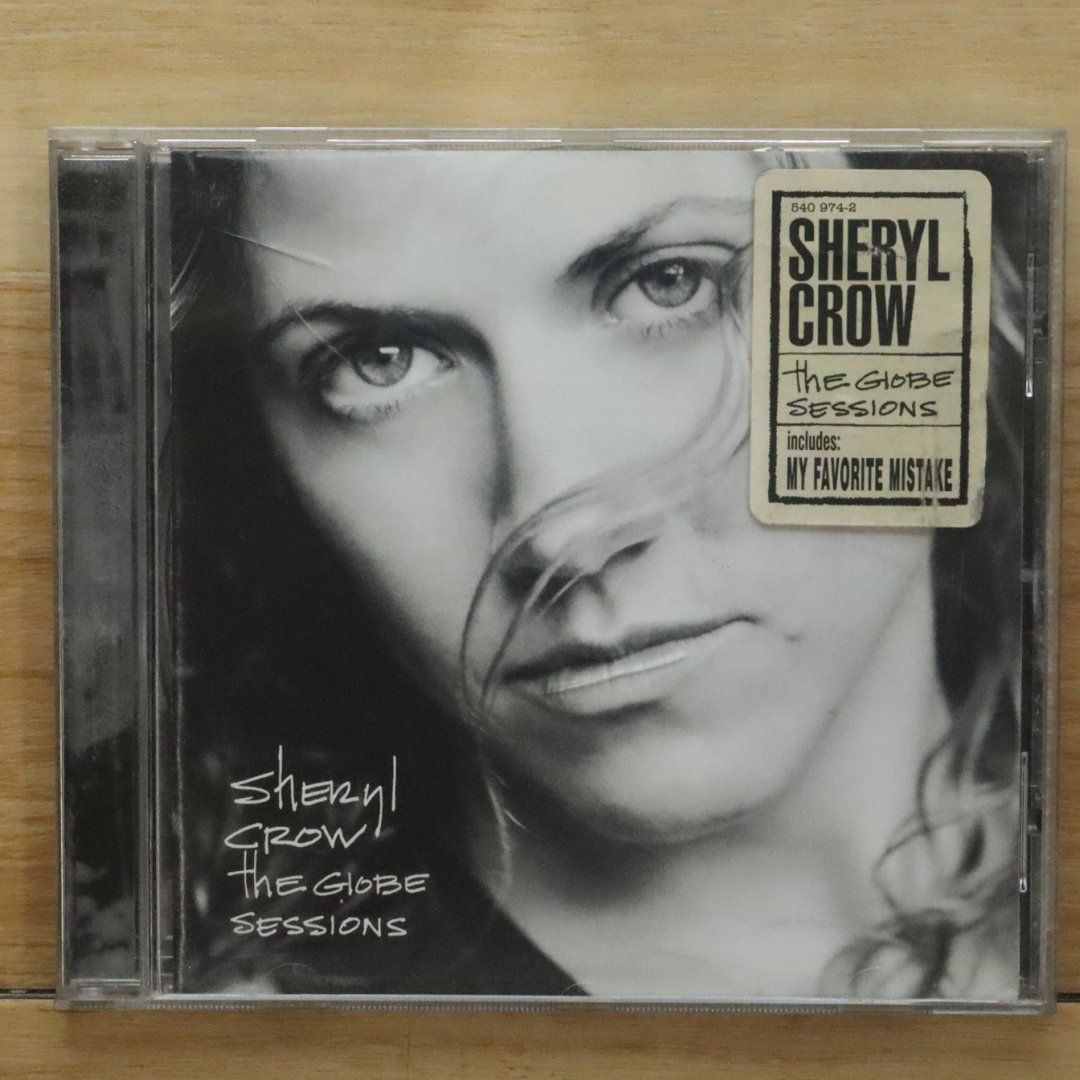 540 974-2
SHERYL
CROW
the GLOBE
SESSIONS
includes:
MY FAVORITE MISTAKE
sheryl
CROW
the GLOBE
SESSIONS